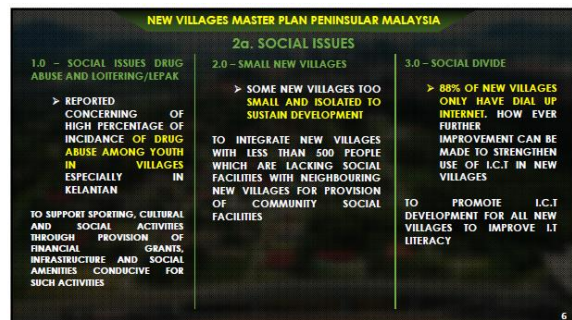 NEW VILLAGES MASTER PLAN PENINSULAR MALAYSIA
2a. SOCIAL ISSUES
1.0 – SOCIAL ISSUES DRUG
ABUSE AND LOITERING/LEPAK
➢ REPORTED
CONCERNING OF
HIGH PERCENTAGE OF
INCIDANCE OF DRUG
ABUSE AMONG YOUTH
IN VILLAGES
ESPECIALLY IN
KELANTAN
TO SUPPORT SPORTING, CULTURAL
AND SOCIAL ACTIVITIES
THROUGH PROVISION OF
FINANCIAL GRANTS,
INFRASTRUCTURE AND SOCIAL
AMENITIES CONDUCIVE FOR
SUCH ACTIVITIES
2.0 – SMALL NEW VILLAGES
➢ SOME NEW VILLAGES TOO
SMALL AND ISOLATED TO
SUSTAIN DEVELOPMENT
TO INTEGRATE NEW VILLAGES
WITH LESS THAN 500 PEOPLE
WHICH ARE LACKING SOCIAL
FACILITIES WITH NEIGHBOURING
NEW VILLAGES FOR PROVISION
OF COMMUNITY SOCIAL
FACILITIES
3.0 – SOCIAL DIVIDE
➢ 88% OF NEW VILLAGES
ONLY HAVE DIAL UP
INTERNET. HOW EVER
FURTHER
IMPROVEMENT CAN BE
MADE TO STRENGTHEN
USE OF I.C.T IN NEW
VILLAGES
TO PROMOTE I.C.T
DEVELOPMENT FOR ALL NEW
VILLAGES TO IMPROVE I.T
LITERACY
6